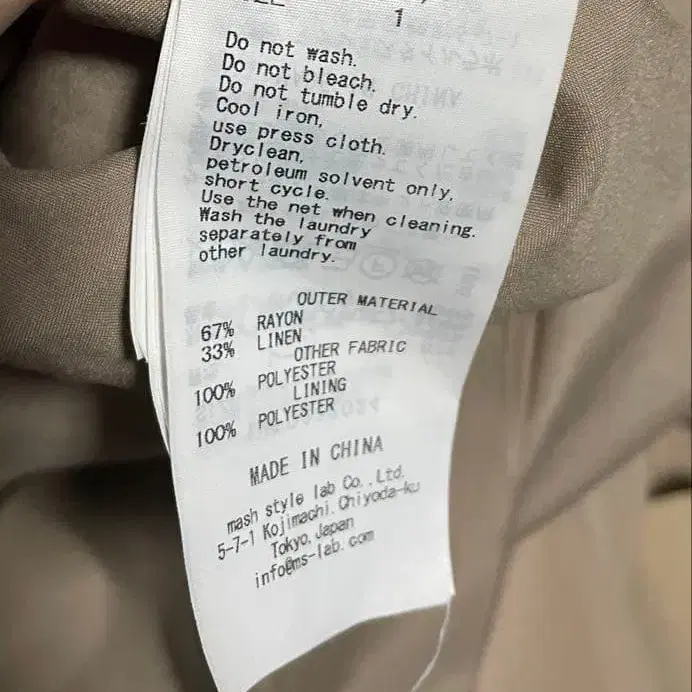 1
Do not wash.
Do not bleach.
Do not tumble dry.
Cool iron,
use press cloth.
Dryclean,
petroleum solvent only,
short cycle.
Use the net when cleaning.
Wash the laundry
separately from
other laundry.
OUTER MATERIAL
67% RAYON
33% LINEN
OTHER FABRIC
100% POLYESTER
LINING
100% POLYESTER
MADE IN CHINA
mash style lab Co.,Ltd.
5-7-1 Kojimachi,Chiyoda-ku
Tokyo,Japan
info@ms-lab.com